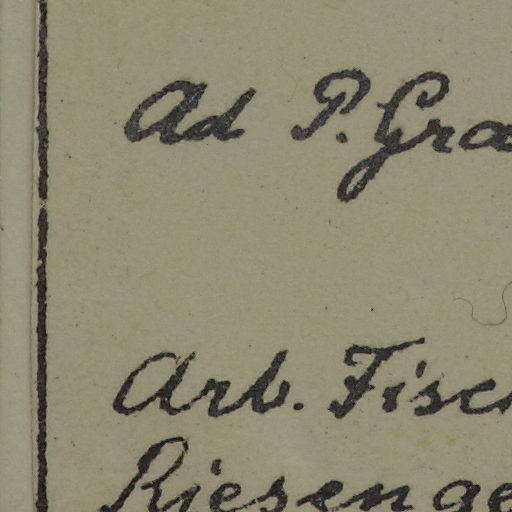 Ad P. Gra
Arb. Fisc
Riesenge